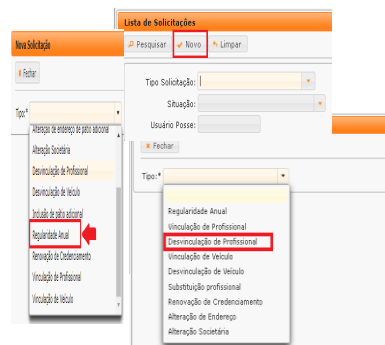 Lista de Solicitações
Pesquisar Novo Limpar
Tipo Solicitação:
Situação:
Usuário Posse:
Nova Solicitação
Fechar
Tipo:*
Alteração de endereço de pátio adicional
Alteração Societária
Desvinculação de Profissional
Desvinculação de Veículo
Inclusão de pátio adicional
Regularidade Anual
Renovação de Credenciamento
Vinculação de Profissional
Vinculação de Veículo
Fechar
Tipo:*
Regularidade Anual
Vinculação de Profissional
Desvinculação de Profissional
Vinculação de Veículo
Desvinculação de Veículo
Substituição profissional
Renovação de Credenciamento
Alteração de Endereço
Alteração Societária